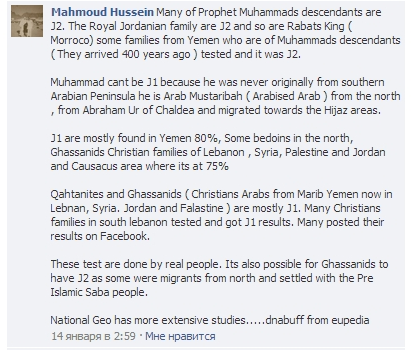 Mahmoud Hussein Many of Prophet Muhammads descendants are
J2. The Royal Jordanian family are J2 and so are Rabats King (
Morroco) some families from Yemen who are of Muhammads descendants
( They arrived 400 years ago ) tested and it was J2.
Muhammad cant be J1 because he was never originally from southern
Arabian Peninsula he is Arab Mustaribah ( Arabised Arab ) from the north
, from Abraham Ur of Chaldea and migrated towards the Hijaz areas.
J1 are mostly found in Yemen 80%, Some bedoins in the north,
Ghassanids Christian families of Lebanon , Syria, Palestine and Jordan
and Causacus area where its at 75%
Qahtanites and Ghassanids ( Christians Arabs from Marib Yemen now in
Lebnan, Syria. Jordan and Falastine ) are mostly J1. Many Christians
families in south lebanon tested and got J1 results. Many posted their
results on Facebook.
These test are done by real people. Its also possible for Ghassanids to
have J2 as some were migrants from north and settled with the Pre
Islamic Saba people.
National Geo has more extensive studies.....dnabuff from eupedia
14 января в 2:59 · Мне нравится